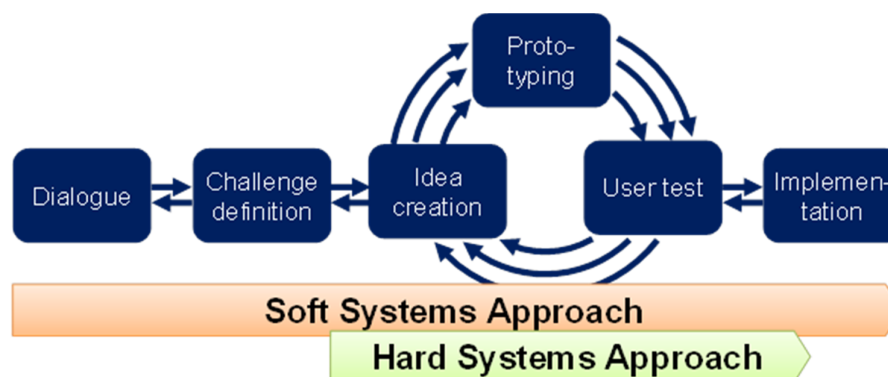 Proto-
typing
Dialogue
Challenge
definition
Idea
creation
User test
Implemen-
tation
Soft Systems Approach
Hard Systems Approach